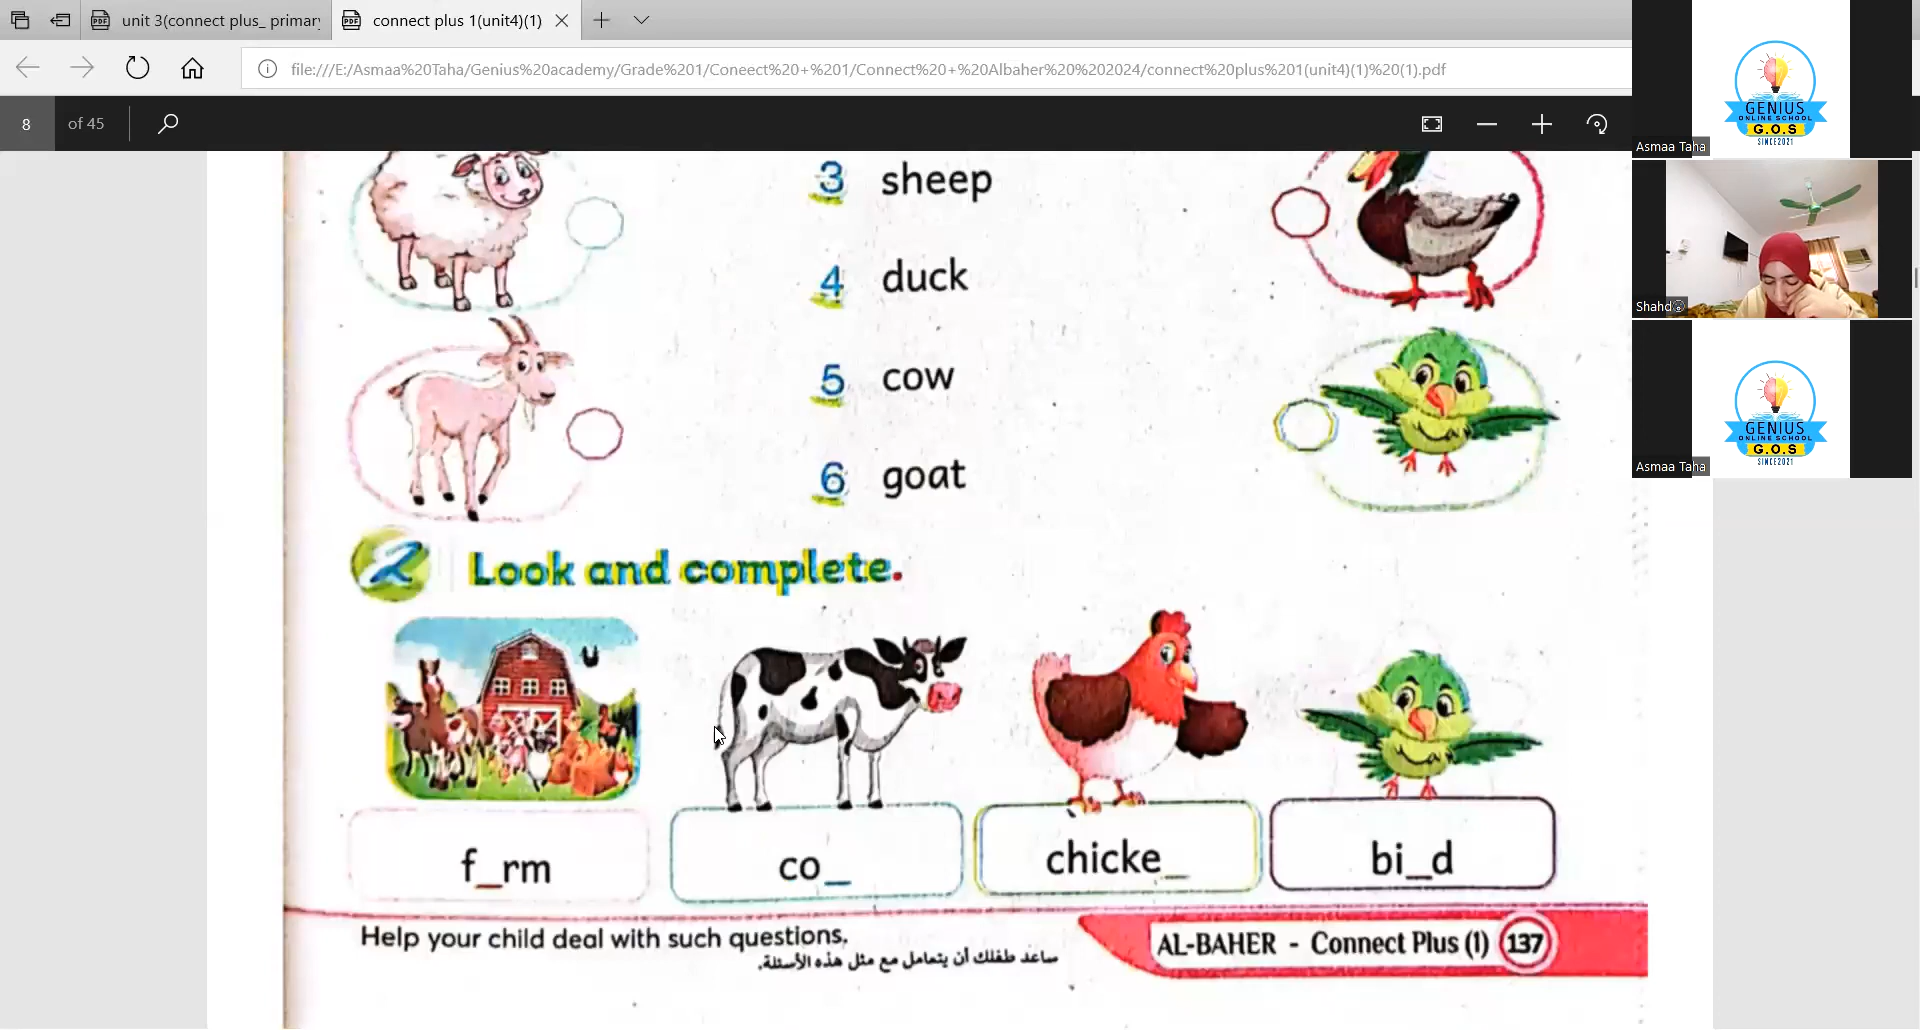 unit 3(connect plus_ primary
connect plus 1(unit4)(1)
file:///E:/Asmaa%20Taha/Genius%20academy/Grade%201/Coneect%20+%201/Connect%20+%20Albaher%20%202024/connect%20plus%201(unit4)(1)%20(1).pdf
8 of 45
3 sheep
4 duck
5 cow
6 goat
2 Look and complete.
f_rm
co_
chicke_
bi_d
Help your child deal with such questions.
ساعد طفلك أن يتعامل مع مثل هذه الأسئلة.
AL-BAHER - Connect Plus (1) 137
GENIUS
ONLINE SCHOOL
G.O.S
SINCE2021
Asmaa Taha
Shahd
GENIUS
ONLINE SCHOOL
G.O.S
SINCE2021
Asmaa Taha